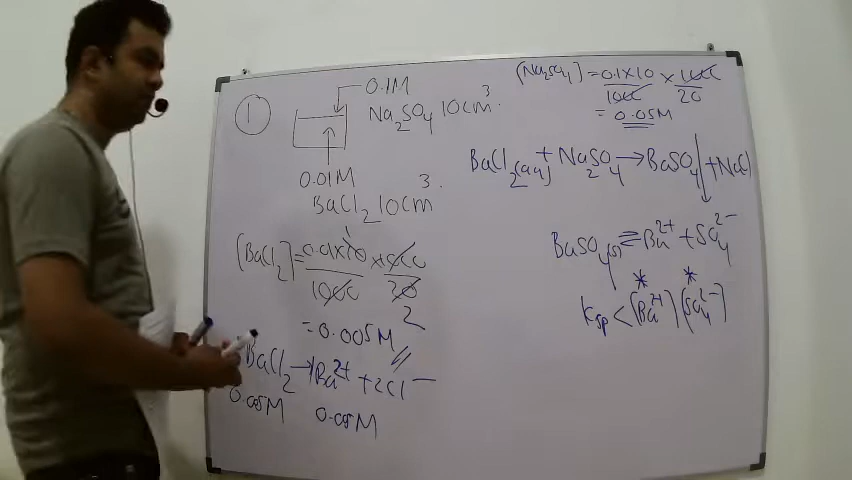 1
0.1M
Na2SO4 10cm3.
0.01M
BaCl2 10cm3.
[BaCl2] = 0.01x10/1000 x 1000/20
1
2
= 0.005M
BaCl2 → Ba2+ + 2Cl−
0.005M 0.005M
[Na2SO4] = 0.1x10/1000 x 1000/20
= 0.05M
BaCl2(aq) + Na2SO4 → BaSO4↓ + NaCl
BaSO4(s) ⇌ Ba2+ + SO42−
* *
Ksp < [Ba2+][SO42−]